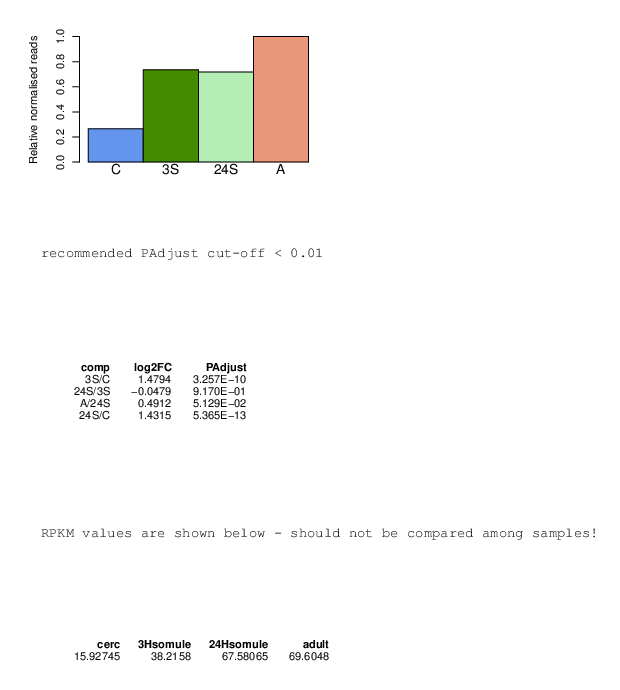 Relative normalised reads
1.0
0.8
0.6
0.4
0.2
0.0
C 3S 24S A
recommended PAdjust cut-off < 0.01
comp log2FC PAdjust
3S/C 1.4794 3.257E−10
24S/3S −0.0479 9.170E−01
A/24S 0.4912 5.129E−02
24S/C 1.4315 5.365E−13
RPKM values are shown below - should not be compared among samples!
cerc 3Hsomule 24Hsomule adult
15.92745 38.2158 67.58065 69.6048